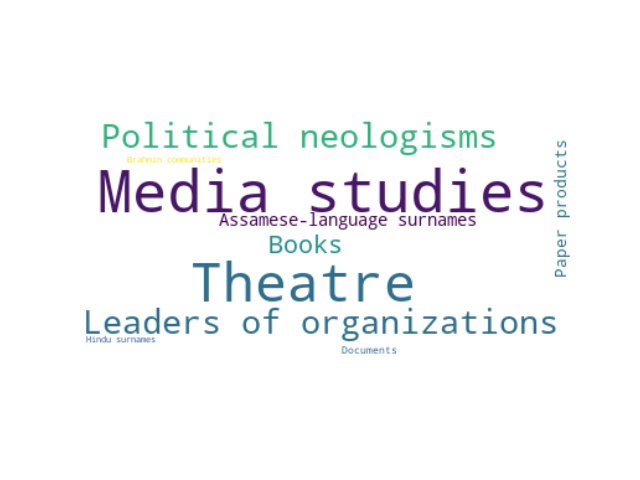 Political neologisms
Brahmin communities
Media studies
Assamese-language surnames
Books
Theatre
Leaders of organizations
Hindu surnames
Documents
Paper products